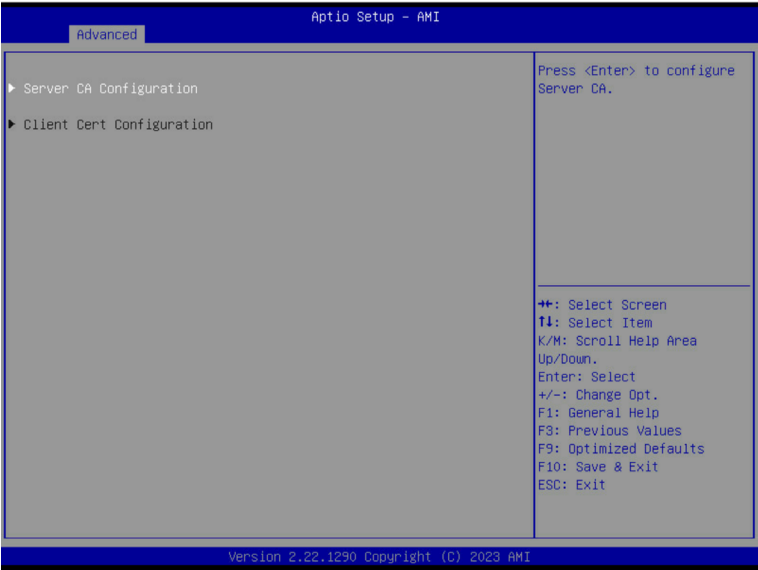 Aptio Setup – AMI
Advanced
Server CA Configuration
Client Cert Configuration
Press <Enter> to configure
Server CA.
→←: Select Screen
↑↓: Select Item
K/M: Scroll Help Area
Up/Down.
Enter: Select
+/-: Change Opt.
F1: General Help
F3: Previous Values
F9: Optimized Defaults
F10: Save & Exit
ESC: Exit
Version 2.22.1290 Copyright (C) 2023 AMI